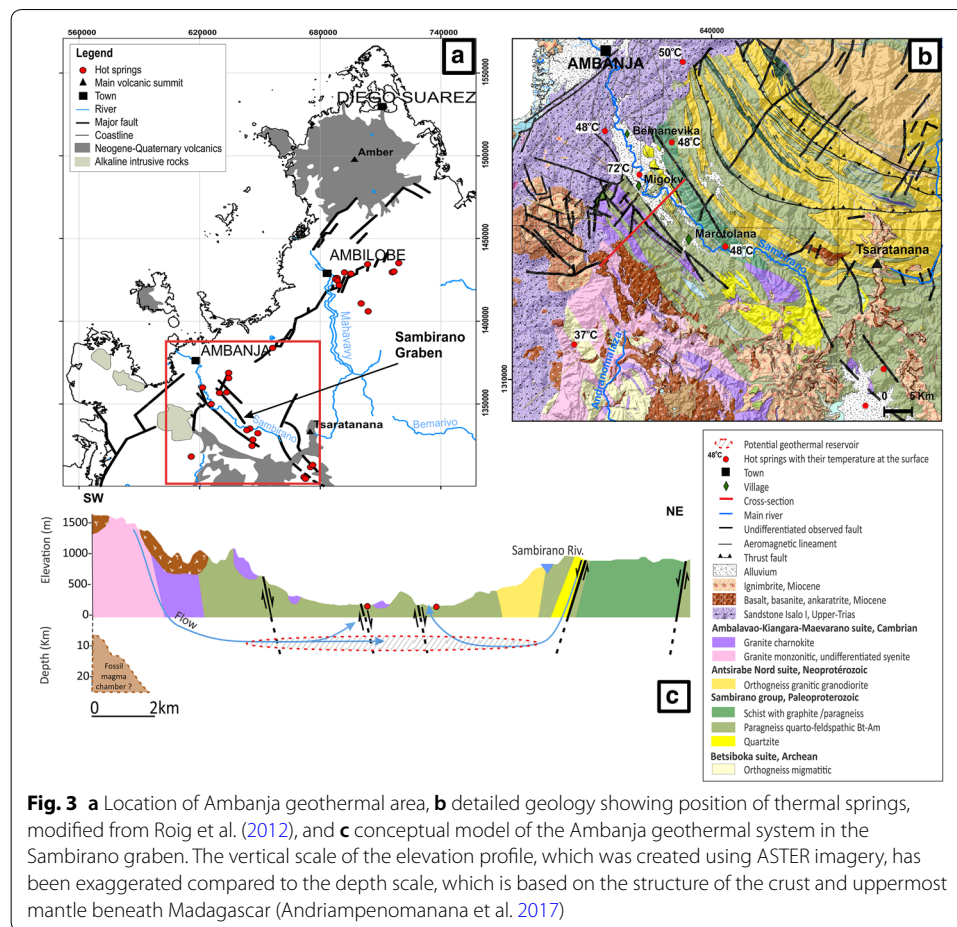 560000 620000 680000 740000
a
Legend
Hot springs
Main volcanic summit
Town
River
Major fault
Coastline
Neogene-Quaternary volcanics
Alkaline intrusive rocks
1550000
DIEGO SUAREZ
Amber
1500000
1450000
AMBILOBE
Mahavavy
1400000
Sambirano
Graben
AMBANJA
1350000
Sambirano
Tsaratanana
Bemarivo
640000
b
AMBANJA
50°C
48°C
Bemanevika
48°C
72°C
Migoky
Marotolana
48°C
Sambirano
Tsaratanana
37°C
Andranomalaza
1310000
0 5 Km
Potential geothermal reservoir
48°C
Hot springs with their temperature at the surface
Town
Village
Cross-section
Main river
Undifferentiated observed fault
Aeromagnetic lineament
Thrust fault
Alluvium
Ignimbrite, Miocene
Basalt, basanite, ankaratrite, Miocene
Sandstone Isalo I, Upper-Trias
Ambalavao-Kiangara-Maevarano suite, Cambrian
Granite charnokite
Granite monzonitic, undifferentiated syenite
Antsirabe Nord suite, Neoprotérozoic
Orthogneiss granitic granodiorite
Sambirano group, Paleoproterozoic
Schist with graphite /paragneiss
Paragneiss quarto-feldspathic Bt-Am
Quartzite
Betsiboka suite, Archean
Orthogneiss migmatitic
SW
NE
Elevation (m)
1500
1000
500
0
Sambirano Riv.
Flow
Depth (Km)
10
20
Fossil
magma
chamber ?
0 2km
c
Fig. 3 a Location of Ambanja geothermal area, b detailed geology showing position of thermal springs,
modified from Roig et al. (2012), and c conceptual model of the Ambanja geothermal system in the
Sambirano graben. The vertical scale of the elevation profile, which was created using ASTER imagery, has
been exaggerated compared to the depth scale, which is based on the structure of the crust and uppermost
mantle beneath Madagascar (Andriampenomanana et al. 2017)